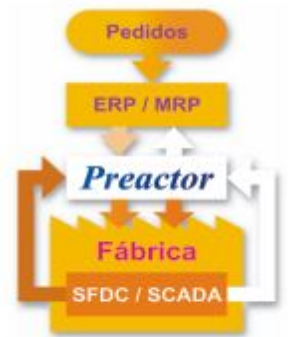 Pedidos
ERP / MRP
Preactor
Fábrica
SFDC / SCADA